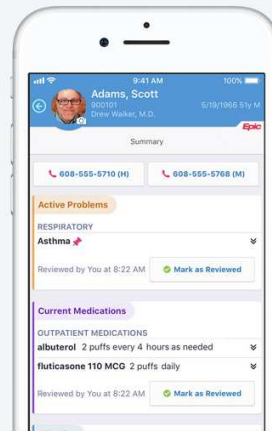 9:41 AM
100%
Adams, Scott
900101
5/19/1966 51y M
Drew Walker, M.D.
Epic
Summary
608-555-5710 (H)
608-555-5768 (M)
Active Problems
RESPIRATORY
Asthma
Reviewed by You at 8:22 AM
Mark as Reviewed
Current Medications
OUTPATIENT MEDICATIONS
albuterol 2 puffs every 4 hours as needed
fluticasone 110 MCG 2 puffs daily
Reviewed by You at 8:22 AM
Mark as Reviewed